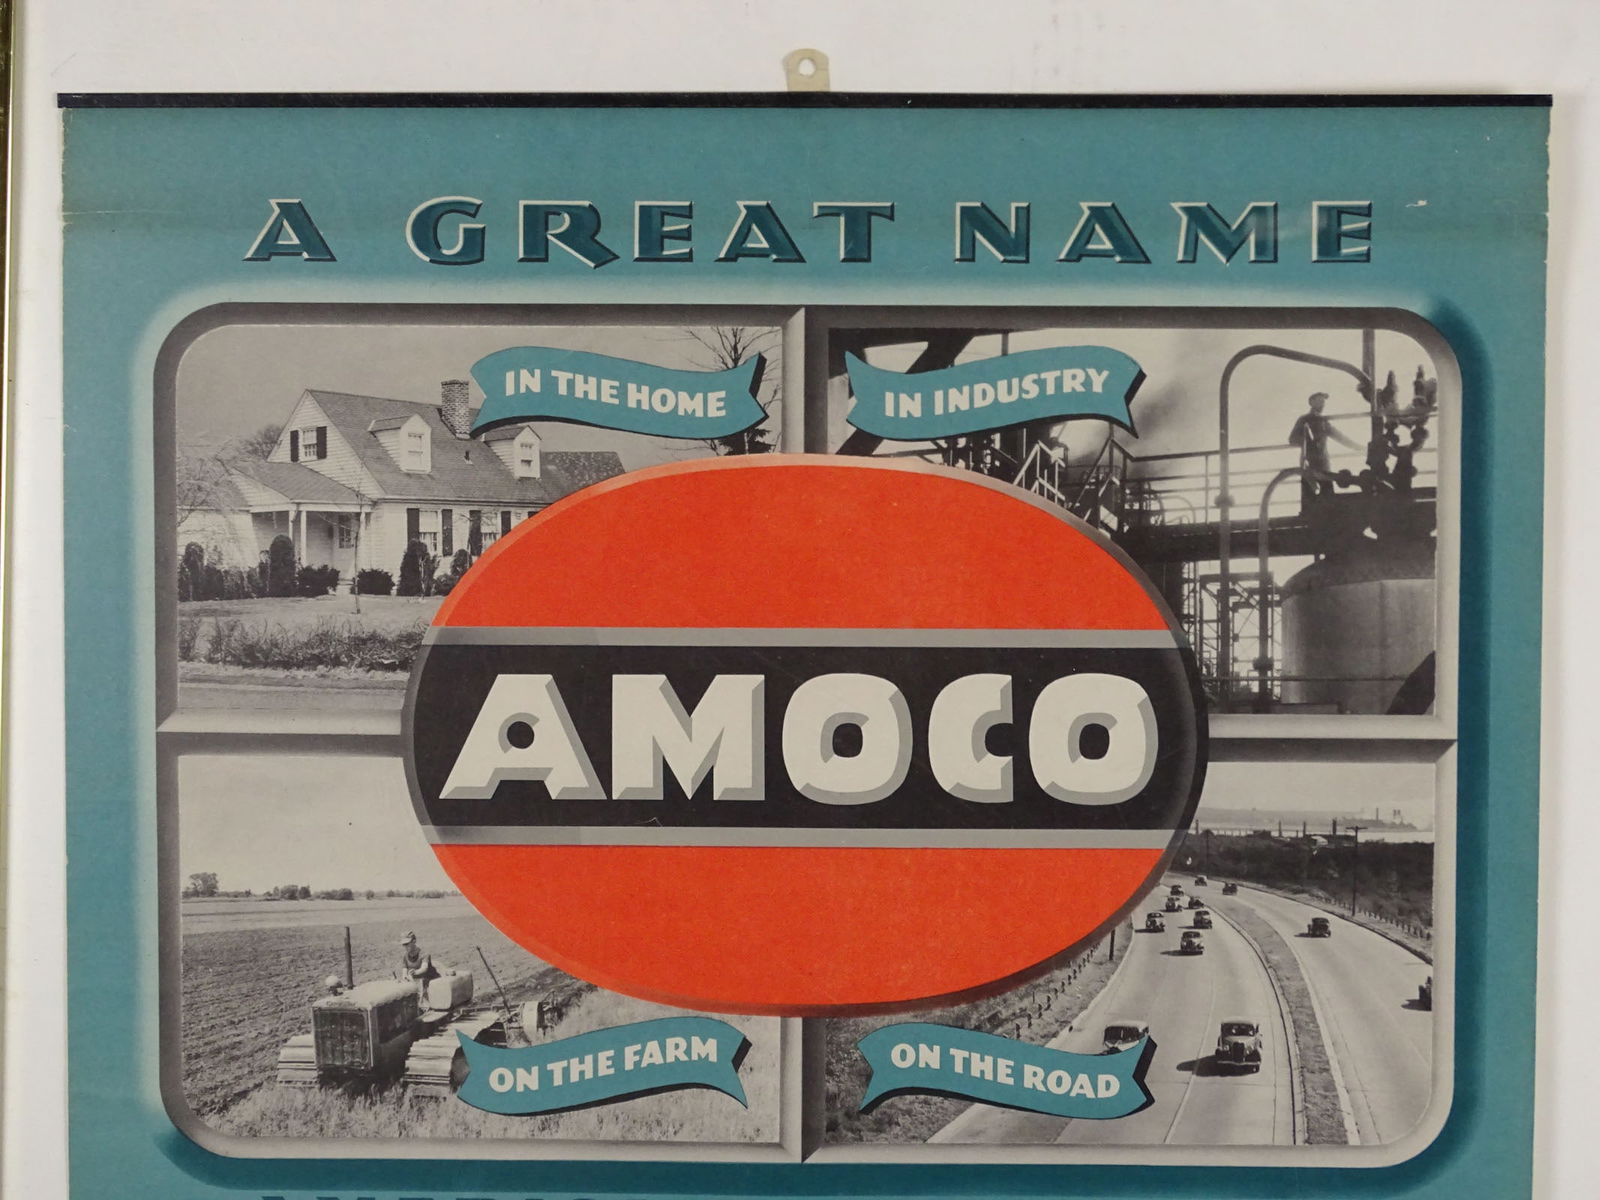 A GREAT NAME
IN THE HOME
IN INDUSTRY
AMOCO
ON THE FARM
ON THE ROAD